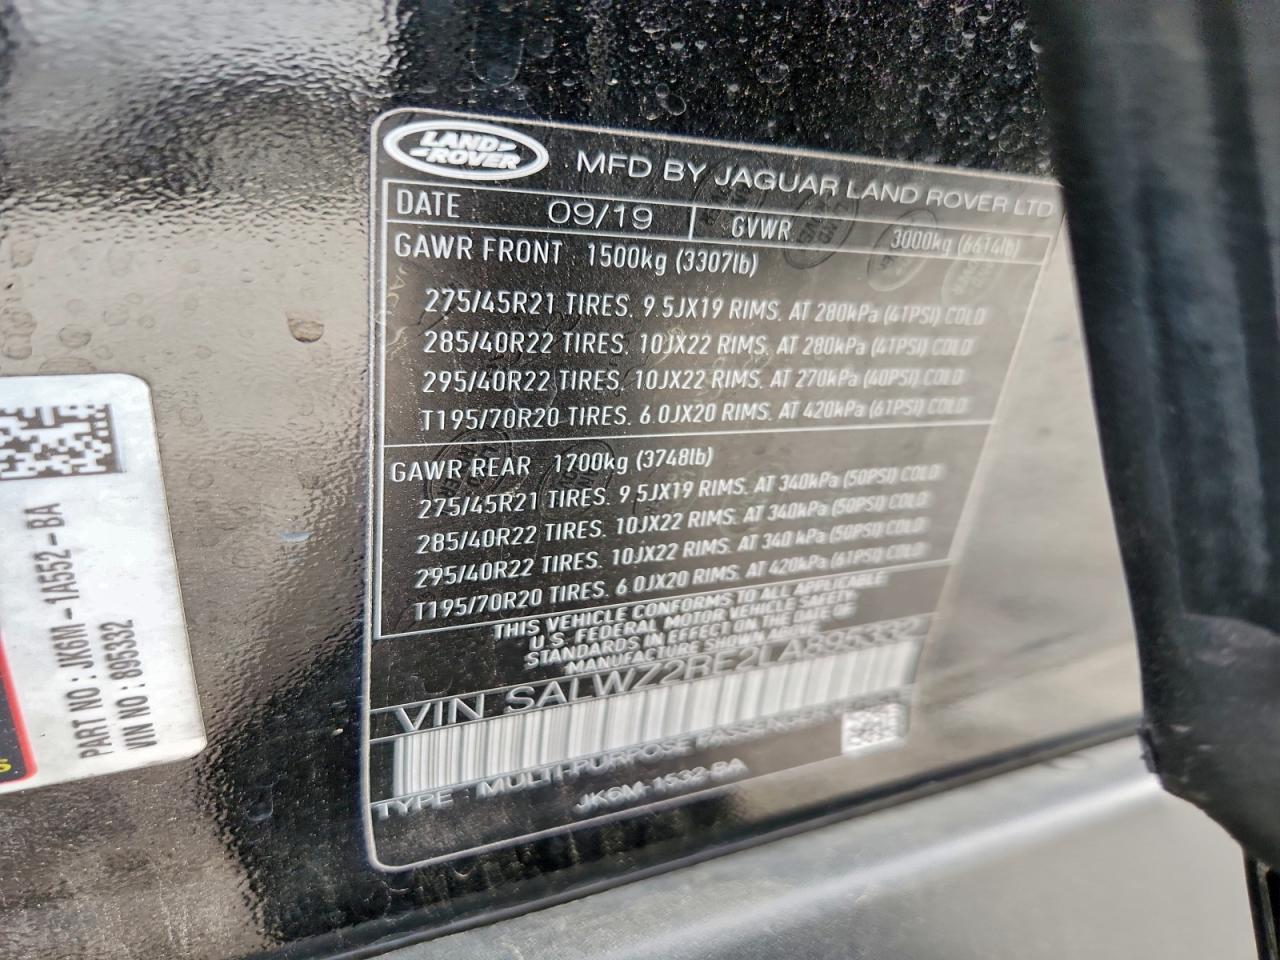 LAND
ROVER
MFD BY JAGUAR LAND ROVER LTD
DATE 09/19 GVWR 3000kg (6614lb)
GAWR FRONT 1500kg (3307lb)
275/45R21 TIRES, 9.5JX19 RIMS, AT 280kPa (41PSI) COLD
285/40R22 TIRES, 10JX22 RIMS, AT 280kPa (41PSI) COLD
295/40R22 TIRES, 10JX22 RIMS, AT 270kPa (40PSI) COLD
T195/70R20 TIRES, 6.0JX20 RIMS, AT 420kPa (61PSI) COLD
GAWR REAR 1700kg (3748lb)
275/45R21 TIRES, 9.5JX19 RIMS, AT 340kPa (50PSI) COLD
285/40R22 TIRES, 10JX22 RIMS, AT 340kPa (50PSI) COLD
295/40R22 TIRES, 10JX22 RIMS, AT 340 kPa (50PSI) COLD
T195/70R20 TIRES, 6.0JX20 RIMS, AT 420kPa (61PSI) COLD
THIS VEHICLE CONFORMS TO ALL APPLICABLE
U.S. FEDERAL MOTOR VEHICLE SAFETY
STANDARDS IN EFFECT ON THE DATE OF
MANUFACTURE SHOWN ABOVE
VIN SALWZ2RE2LA895332
TYPE - MULTI-PURPOSE PASSENGER
JK6M-1532-BA
PART NO : JK6M -1A552 - BA
VIN NO : 895332